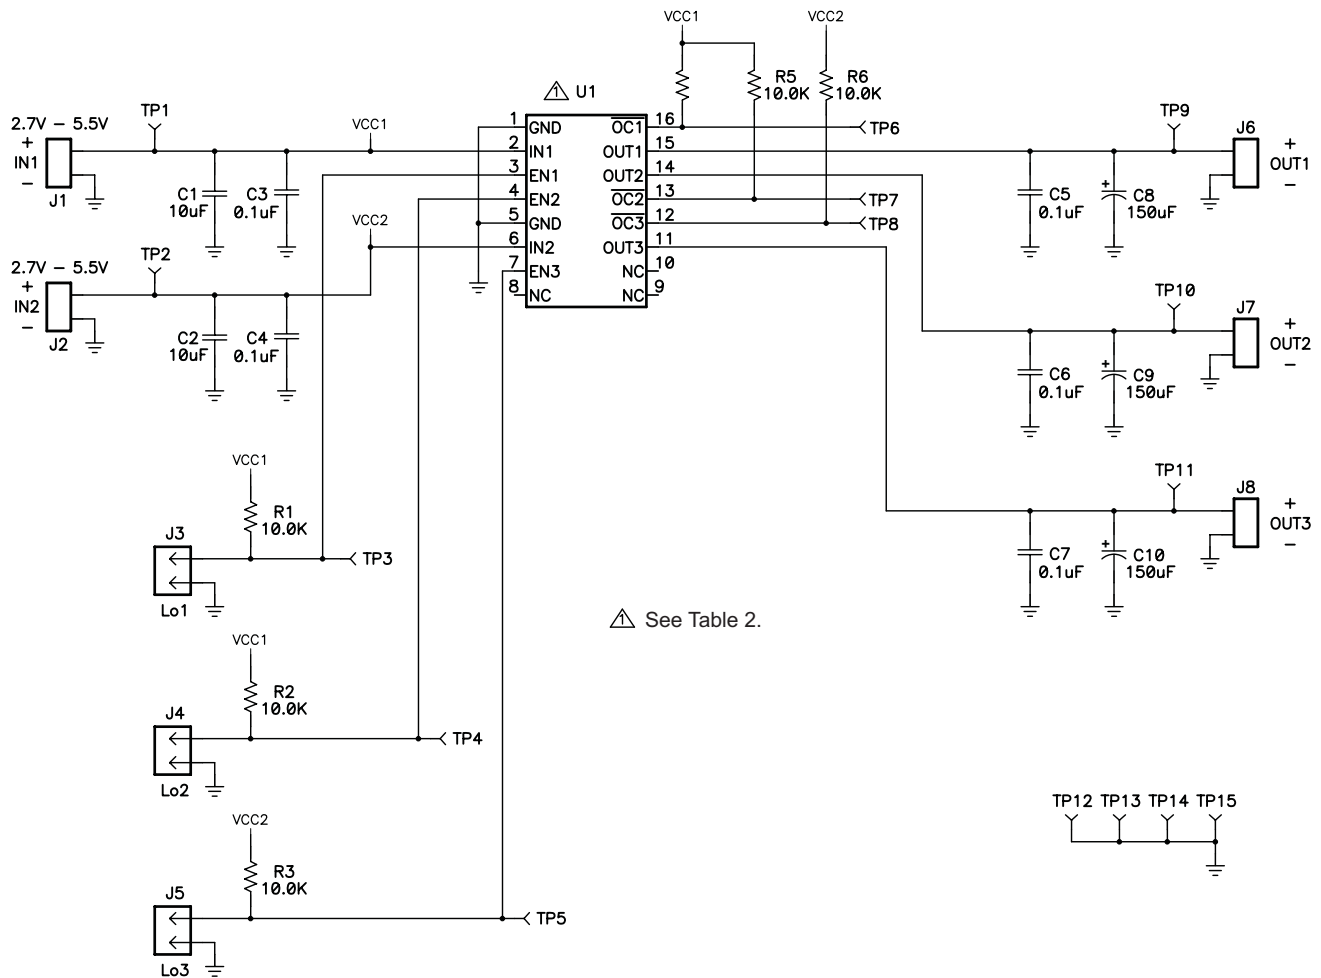 VCC1
VCC2
R5
10.0K
R6
10.0K
⚠1 U1
2.7V - 5.5V
+
IN1
-
J1
TP1
VCC1
C1
10uF
C3
0.1uF
VCC2
2.7V - 5.5V
+
IN2
-
J2
TP2
C2
10uF
C4
0.1uF
1 GND
2 IN1
3 EN1
4 EN2
5 GND
6 IN2
7 EN3
8 NC
OC1 16
OUT1 15
OUT2 14
OC2 13
OC3 12
OUT3 11
NC 10
NC 9
TP6
TP7
TP8
TP9
J6
+
OUT1
-
C5
0.1uF
+
C8
150uF
TP10
J7
+
OUT2
-
C6
0.1uF
+
C9
150uF
TP11
J8
+
OUT3
-
C7
0.1uF
+
C10
150uF
VCC1
R1
10.0K
J3
TP3
Lo1
1 See Table 2.
VCC1
R2
10.0K
J4
TP4
Lo2
VCC2
R3
10.0K
J5
TP5
Lo3
TP12 TP13 TP14 TP15